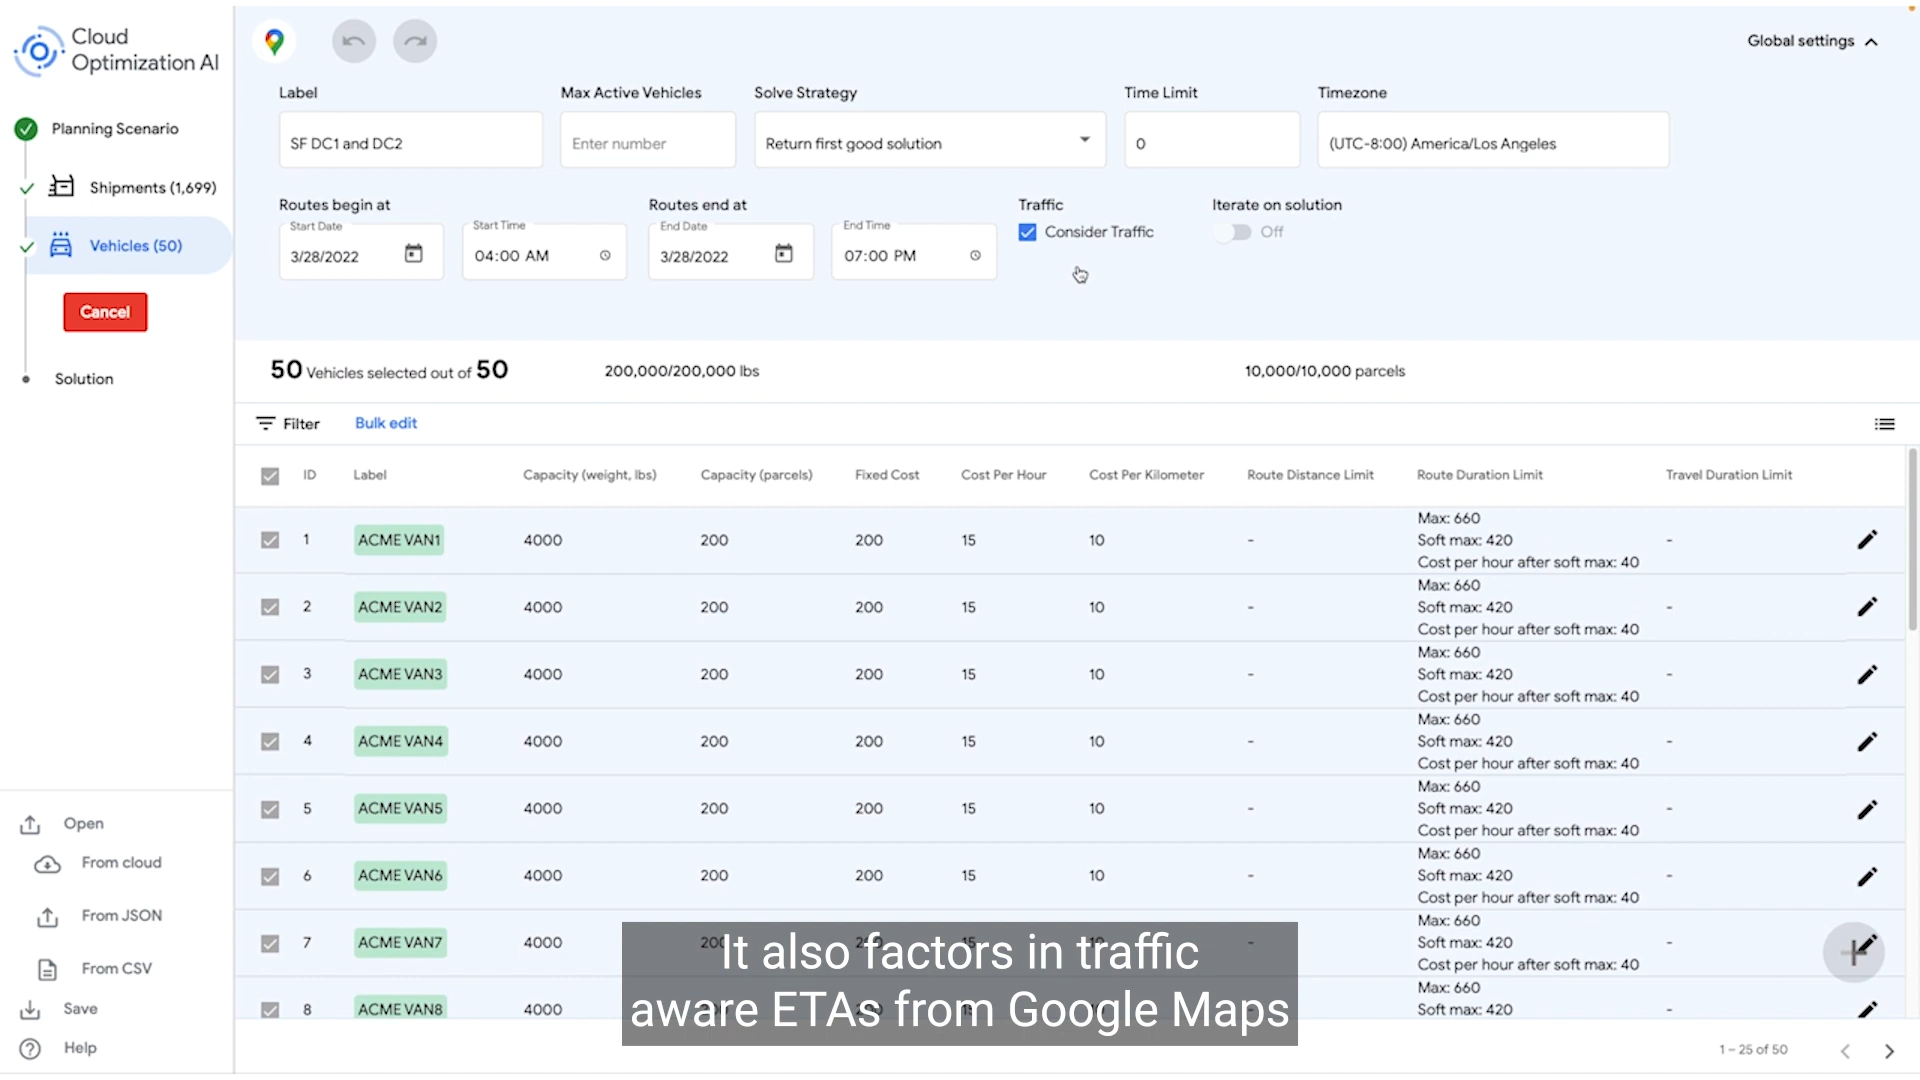 Cloud
Optimization AI
Global settings
Planning Scenario
Shipments (1,699)
Vehicles (50)
Cancel
Solution
Label
Max Active Vehicles
Solve Strategy
Time Limit
Timezone
SF DC1 and DC2
Enter number
Return first good solution
0
(UTC-8:00) America/Los Angeles
Routes begin at
Routes end at
Traffic
Iterate on solution
Start Date
Start Time
End Date
End Time
3/28/2022
04:00 AM
3/28/2022
07:00 PM
Consider Traffic
Off
50 Vehicles selected out of 50
200,000/200,000 lbs
10,000/10,000 parcels
Filter
Bulk edit
ID Label Capacity (weight, lbs) Capacity (parcels) Fixed Cost Cost Per Hour Cost Per Kilometer Route Distance Limit Route Duration Limit Travel Duration Limit
Max: 660
1 ACME VAN1 4000 200 200 15 10 - Soft max: 420 -
Cost per hour after soft max: 40
Max: 660
2 ACME VAN2 4000 200 200 15 10 - Soft max: 420 -
Cost per hour after soft max: 40
Max: 660
3 ACME VAN3 4000 200 200 15 10 - Soft max: 420 -
Cost per hour after soft max: 40
Max: 660
4 ACME VAN4 4000 200 200 15 10 - Soft max: 420 -
Cost per hour after soft max: 40
Max: 660
5 ACME VAN5 4000 200 200 15 10 - Soft max: 420 -
Cost per hour after soft max: 40
Max: 660
6 ACME VAN6 4000 200 200 15 10 - Soft max: 420 -
Cost per hour after soft max: 40
Max: 660
7 ACME VAN7 4000 - Soft max: 420 -
Cost per hour after soft max: 40
Max: 660
8 ACME VAN8 4000 Soft max: 420 -
It also factors in traffic
aware ETAs from Google Maps
1 – 25 of 50
Open
From cloud
From JSON
From CSV
Save
Help